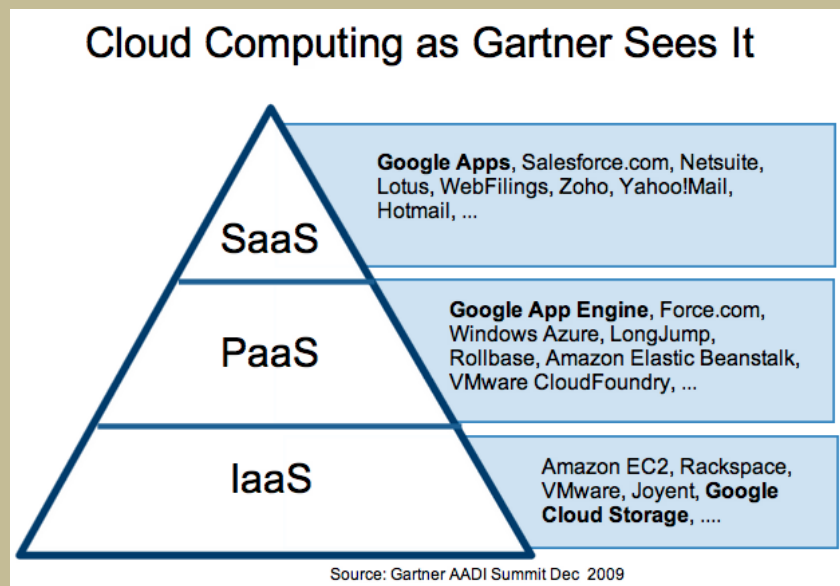 Cloud Computing as Gartner Sees It
Google Apps, Salesforce.com, Netsuite,
Lotus, WebFilings, Zoho, Yahoo!Mail,
Hotmail, ...
SaaS
Google App Engine, Force.com,
Windows Azure, LongJump,
Rollbase, Amazon Elastic Beanstalk,
VMware CloudFoundry, ...
PaaS
Amazon EC2, Rackspace,
VMware, Joyent, Google
Cloud Storage, ....
IaaS
Source: Gartner AADI Summit Dec 2009